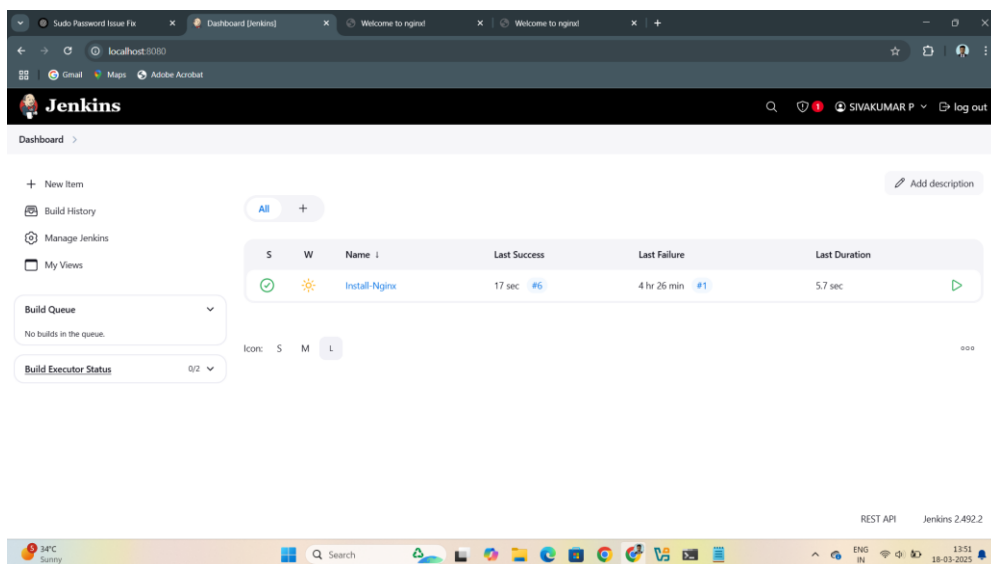 Sudo Password Issue Fix
Dashboard [Jenkins]
Welcome to nginx!
Welcome to nginx!
localhost:8080
Gmail
Maps
Adobe Acrobat
Jenkins
1
SIVAKUMAR P
log out
Dashboard
New Item
Build History
Manage Jenkins
My Views
Build Queue
No builds in the queue.
Build Executor Status 0/2
Add description
All +
S W Name ↓ Last Success Last Failure Last Duration
Install-Nginx 17 sec #6 4 hr 26 min #1 5.7 sec
Icon: S M L
REST API Jenkins 2.492.2
5
34°C
Sunny
Search
ENG
IN
13:51
18-03-2025